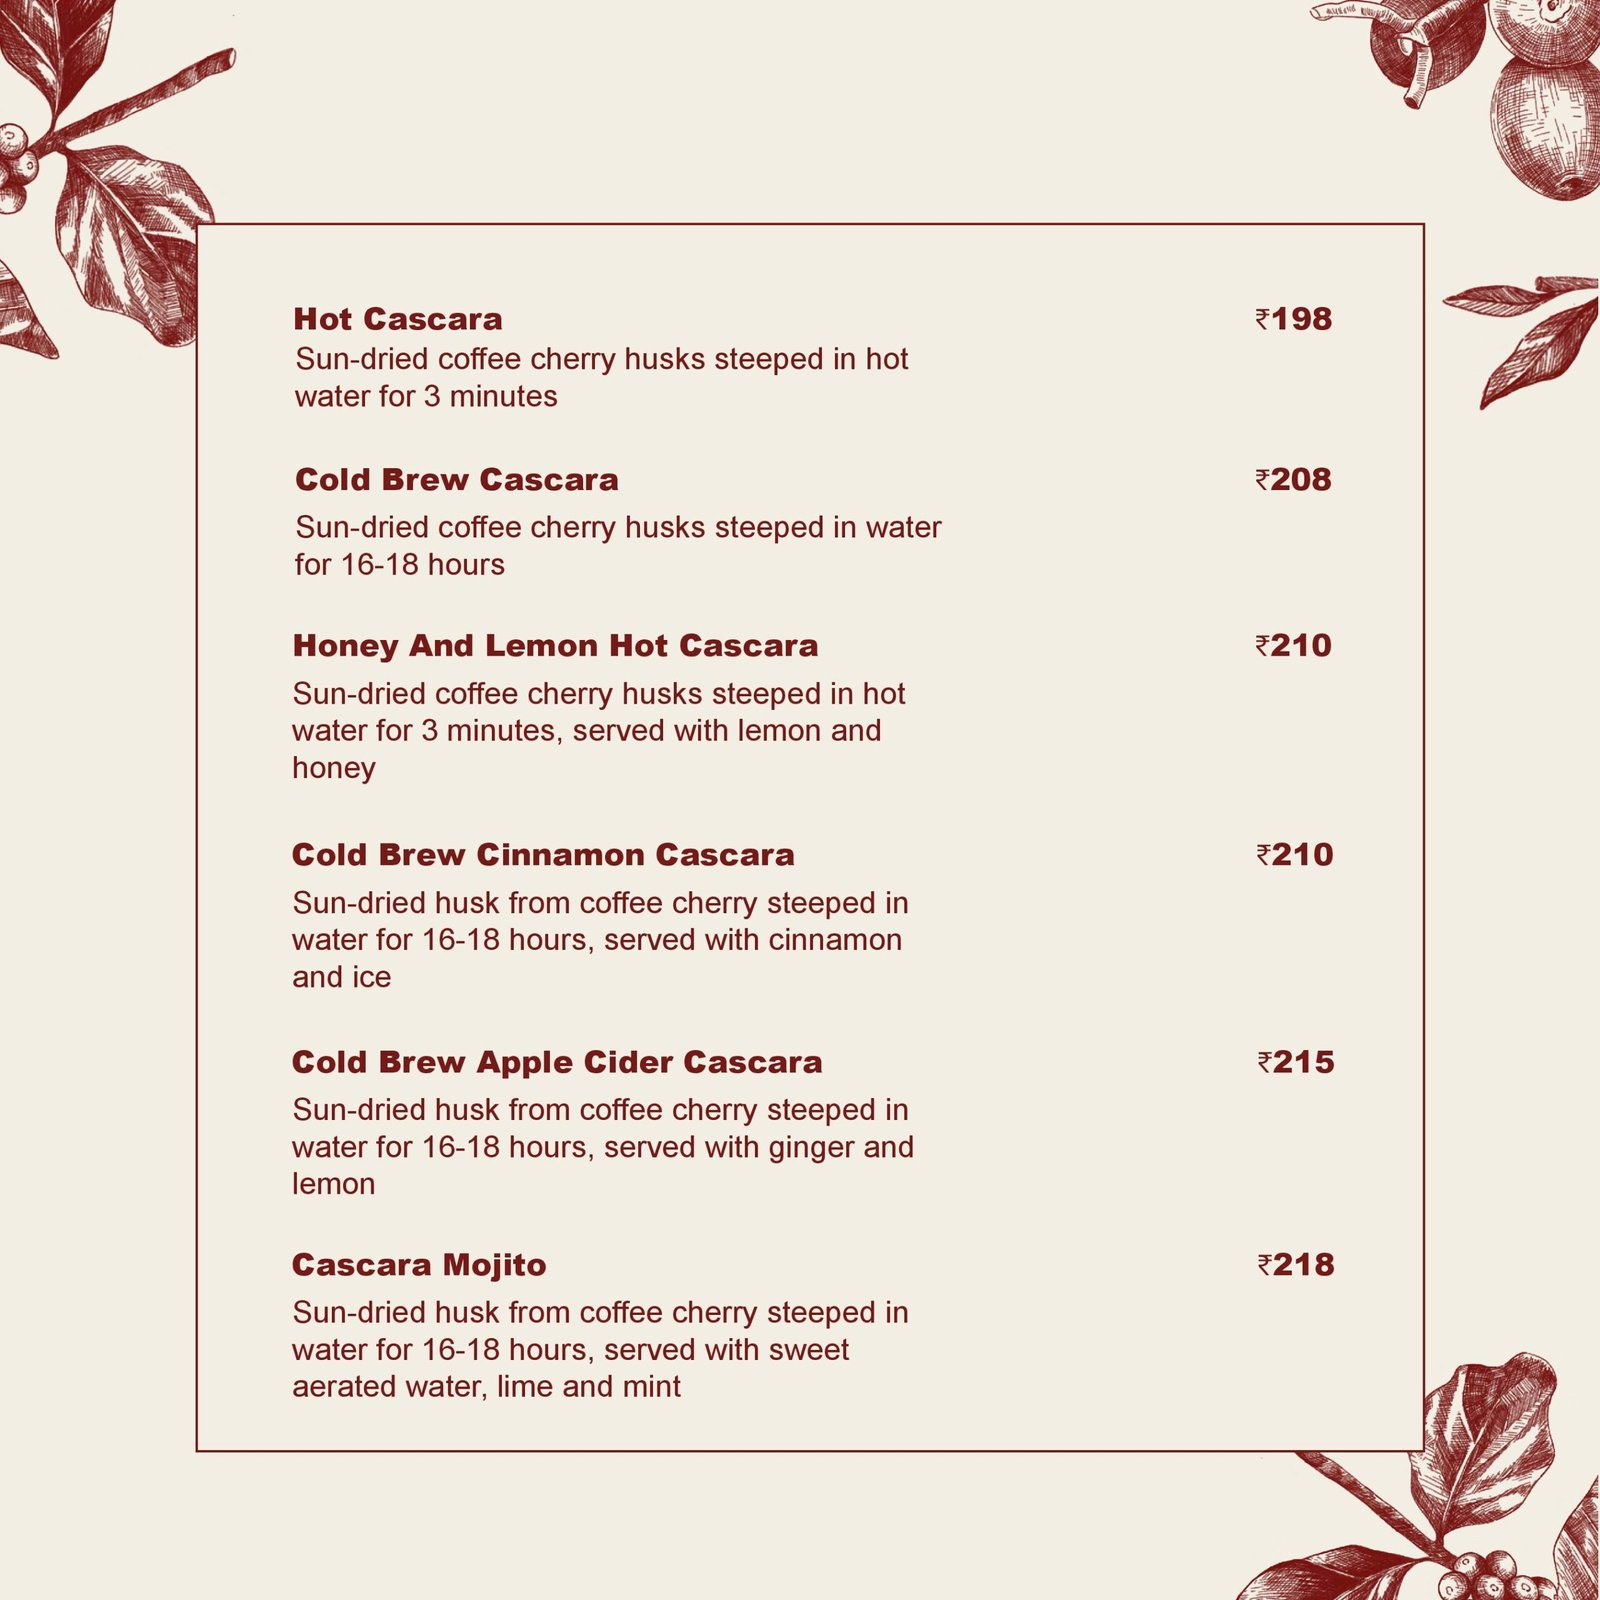 Hot Cascara ₹198
Sun-dried coffee cherry husks steeped in hot
water for 3 minutes
Cold Brew Cascara ₹208
Sun-dried coffee cherry husks steeped in water
for 16-18 hours
Honey And Lemon Hot Cascara ₹210
Sun-dried coffee cherry husks steeped in hot
water for 3 minutes, served with lemon and
honey
Cold Brew Cinnamon Cascara ₹210
Sun-dried husk from coffee cherry steeped in
water for 16-18 hours, served with cinnamon
and ice
Cold Brew Apple Cider Cascara ₹215
Sun-dried husk from coffee cherry steeped in
water for 16-18 hours, served with ginger and
lemon
Cascara Mojito ₹218
Sun-dried husk from coffee cherry steeped in
water for 16-18 hours, served with sweet
aerated water, lime and mint